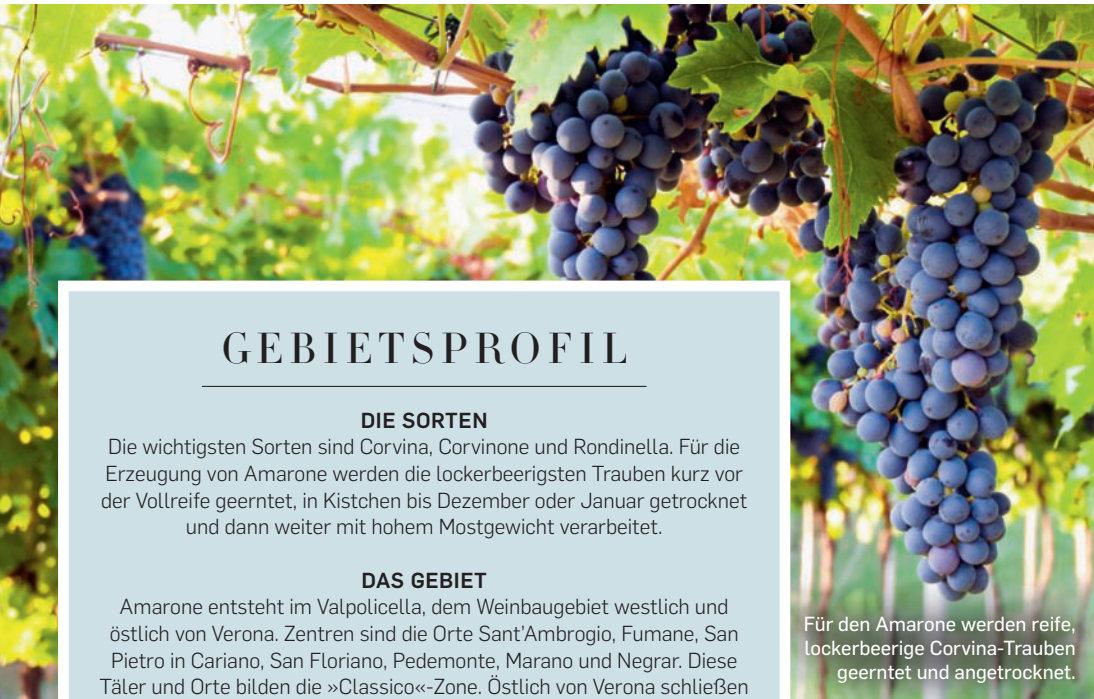 GEBIETSPROFIL
DIE SORTEN
Die wichtigsten Sorten sind Corvina, Corvinone und Rondinella. Für die
Erzeugung von Amarone werden die lockerbeerigsten Trauben kurz vor
der Vollreife geerntet, in Kistchen bis Dezember oder Januar getrocknet
und dann weiter mit hohem Mostgewicht verarbeitet.
DAS GEBIET
Amarone entsteht im Valpolicella, dem Weinbaugebiet westlich und
östlich von Verona. Zentren sind die Orte Sant'Ambrogio, Fumane, San
Pietro in Cariano, San Floriano, Pedemonte, Marano und Negrar. Diese
Täler und Orte bilden die »Classico«-Zone. Östlich von Verona schließen
Für den Amarone werden reife,
lockerbeerige Corvina-Trauben
geerntet und angetrocknet.